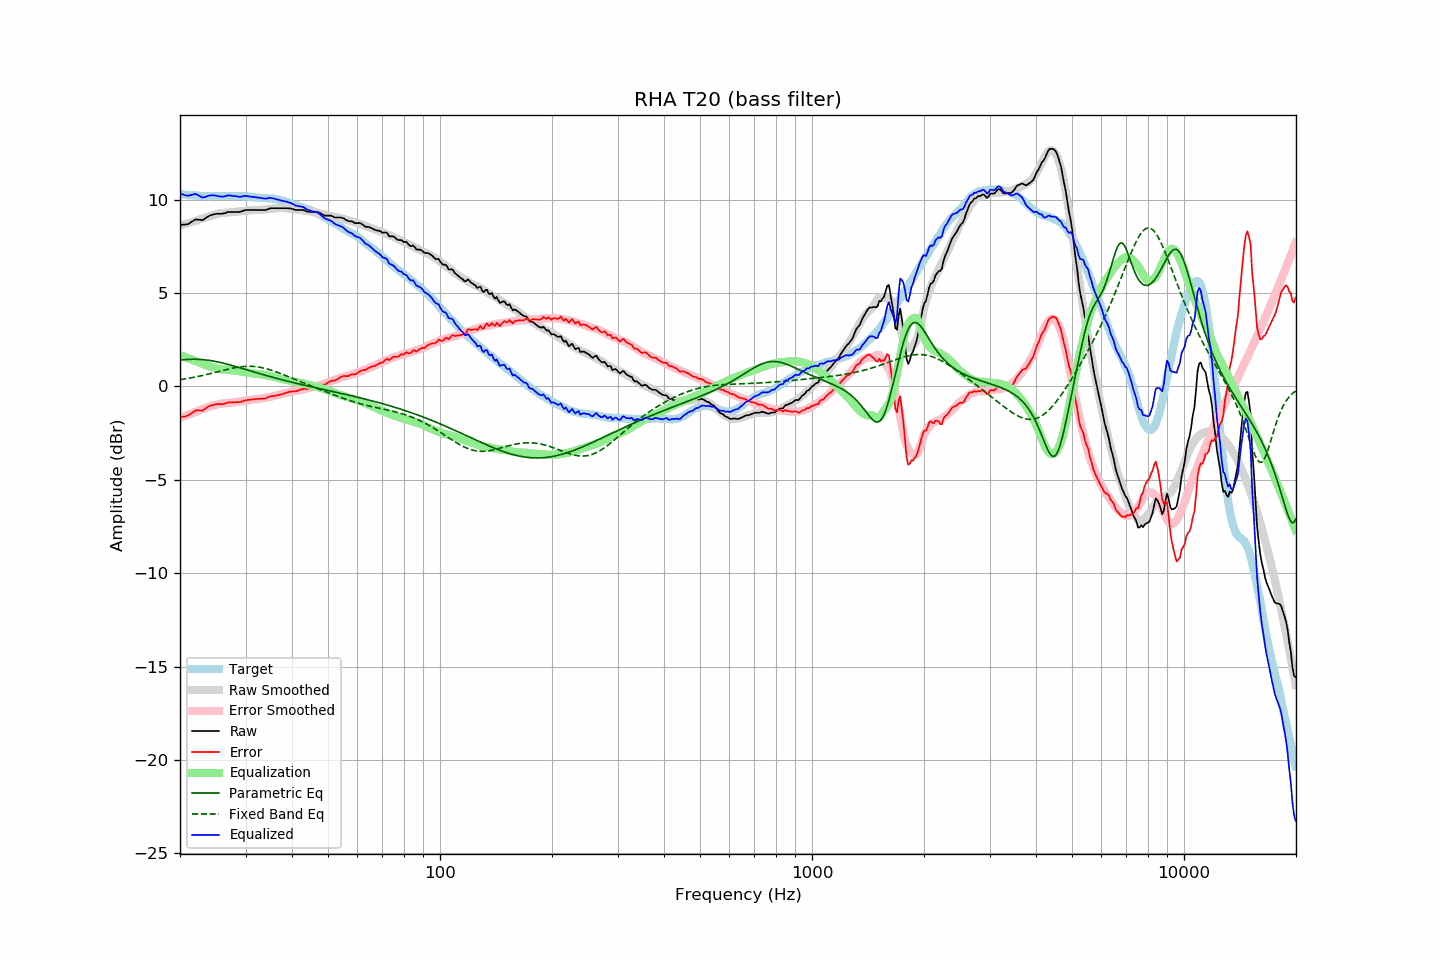 RHA T20 (bass filter)
Amplitude (dBr)
10
5
0
−5
−10
−15
−20
−25
Target
Raw Smoothed
Error Smoothed
Raw
Error
Equalization
Parametric Eq
Fixed Band Eq
Equalized
100
1000
10000
Frequency (Hz)